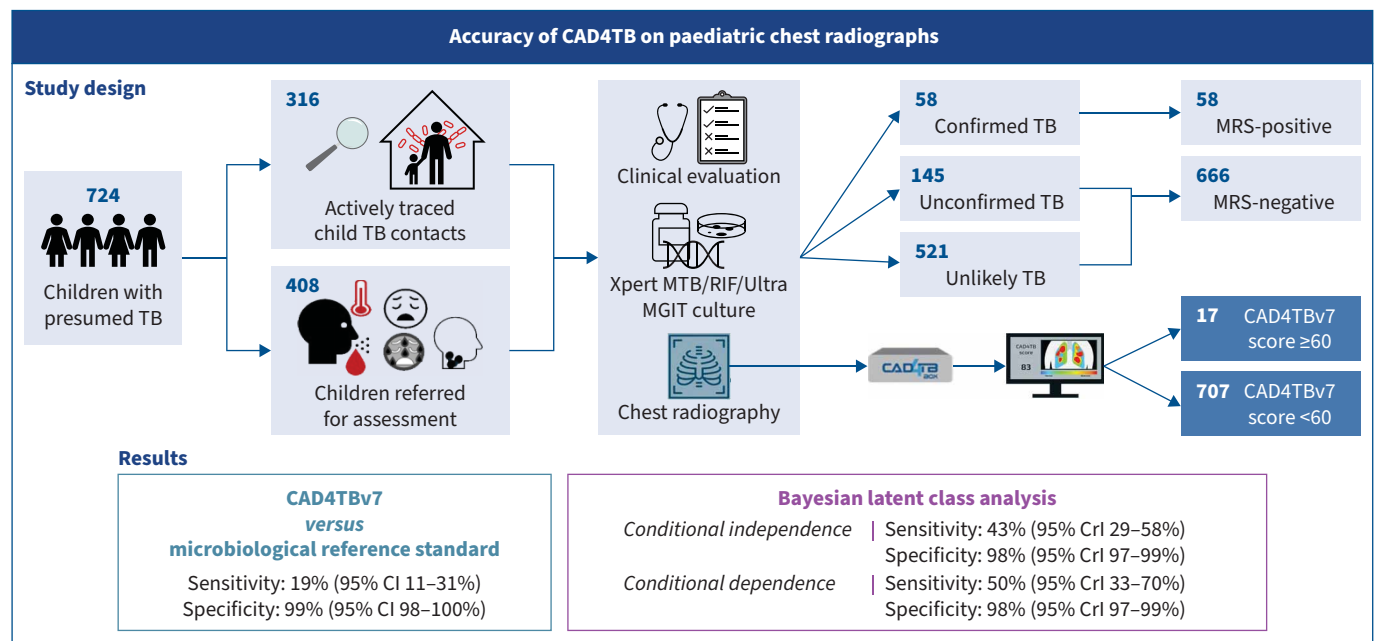 Accuracy of CAD4TB on paediatric chest radiographs
Study design
724
Children with
presumed TB
316
Actively traced
child TB contacts
408
Children referred
for assessment
Clinical evaluation
Xpert MTB/RIF/Ultra
MGIT culture
Chest radiography
58
Confirmed TB
145
Unconfirmed TB
521
Unlikely TB
58
MRS-positive
666
MRS-negative
CAD4TB
BOX
CAD4TB
score
83
17 CAD4TBv7
score ≥60
707 CAD4TBv7
score <60
Results
CAD4TBv7
versus
microbiological reference standard
Sensitivity: 19% (95% CI 11–31%)
Specificity: 99% (95% CI 98–100%)
Bayesian latent class analysis
Conditional independence | Sensitivity: 43% (95% CrI 29–58%)
Specificity: 98% (95% CrI 97–99%)
Conditional dependence | Sensitivity: 50% (95% CrI 33–70%)
Specificity: 98% (95% CrI 97–99%)